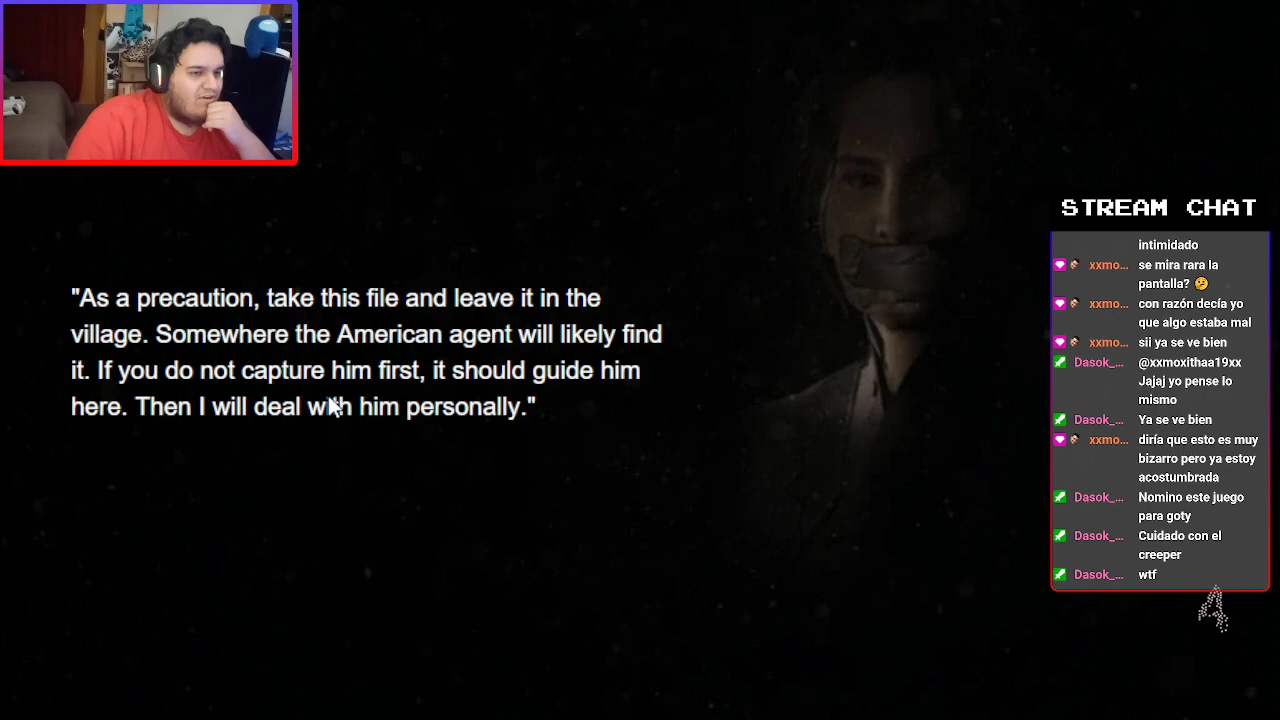 "As a precaution, take this file and leave it in the
village. Somewhere the American agent will likely find
it. If you do not capture him first, it should guide him
here. Then I will deal with him personally."
STREAM CHAT
intimidado
xxmo... se mira rara la
pantalla? 🤔
xxmo... con razón decía yo
que algo estaba mal
xxmo... sii ya se ve bien
Dasok_... @xxmoxithaa19xx
Jajaj yo pense lo
mismo
Dasok_... Ya se ve bien
xxmo... diría que esto es muy
bizarro pero ya estoy
acostumbrada
Dasok_... Nomino este juego
para goty
Dasok_... Cuidado con el
creeper
Dasok_... wtf